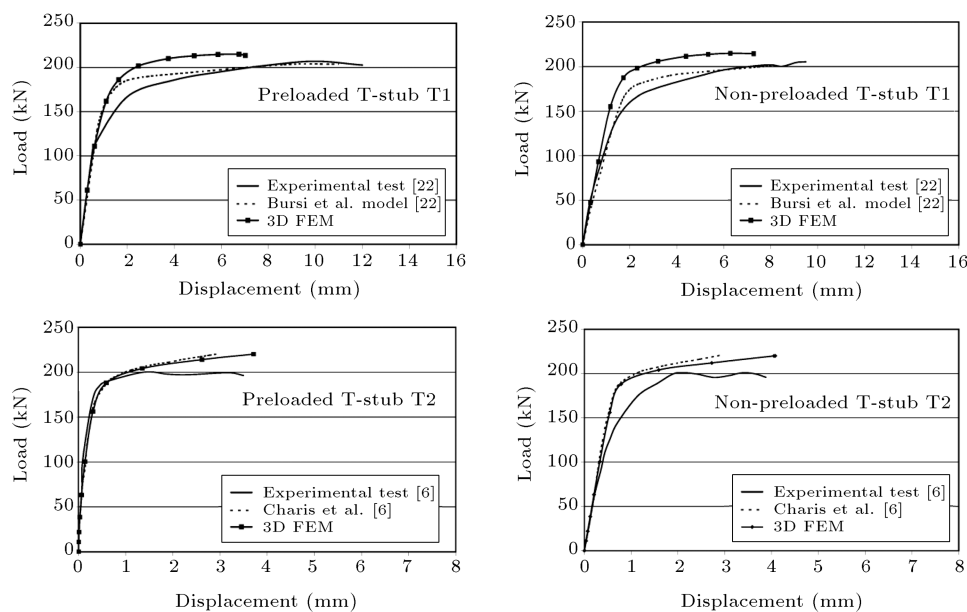 250
200
150
100
50
0
Load (kN)
Preloaded T-stub T1
Experimental test [22]
Bursi et al. model [22]
3D FEM
0 2 4 6 8 10 12 14 16
Displacement (mm)
250
200
150
100
50
0
Load (kN)
Non-preloaded T-stub T1
Experimental test [22]
Bursi et al. model [22]
3D FEM
0 2 4 6 8 10 12 14 16
Displacement (mm)
250
200
150
100
50
0
Load (kN)
Preloaded T-stub T2
Experimental test [6]
Charis et al. [6]
3D FEM
0 1 2 3 4 5 6 7 8
Displacement (mm)
250
200
150
100
50
0
Load (kN)
Non-preloaded T-stub T2
Experimental test [6]
Charis et al. [6]
3D FEM
0 1 2 3 4 5 6 7 8
Displacement (mm)